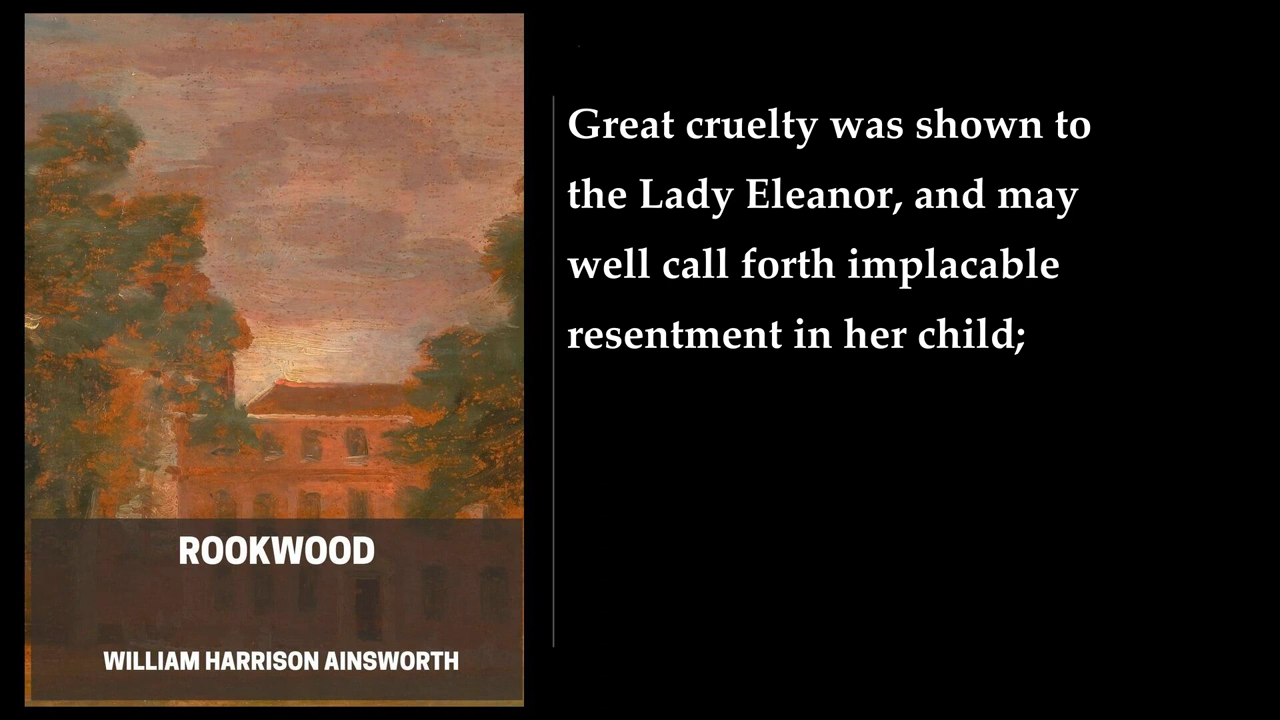 ROOKWOOD
WILLIAM HARRISON AINSWORTH
Great cruelty was shown to
the Lady Eleanor, and may
well call forth implacable
resentment in her child;